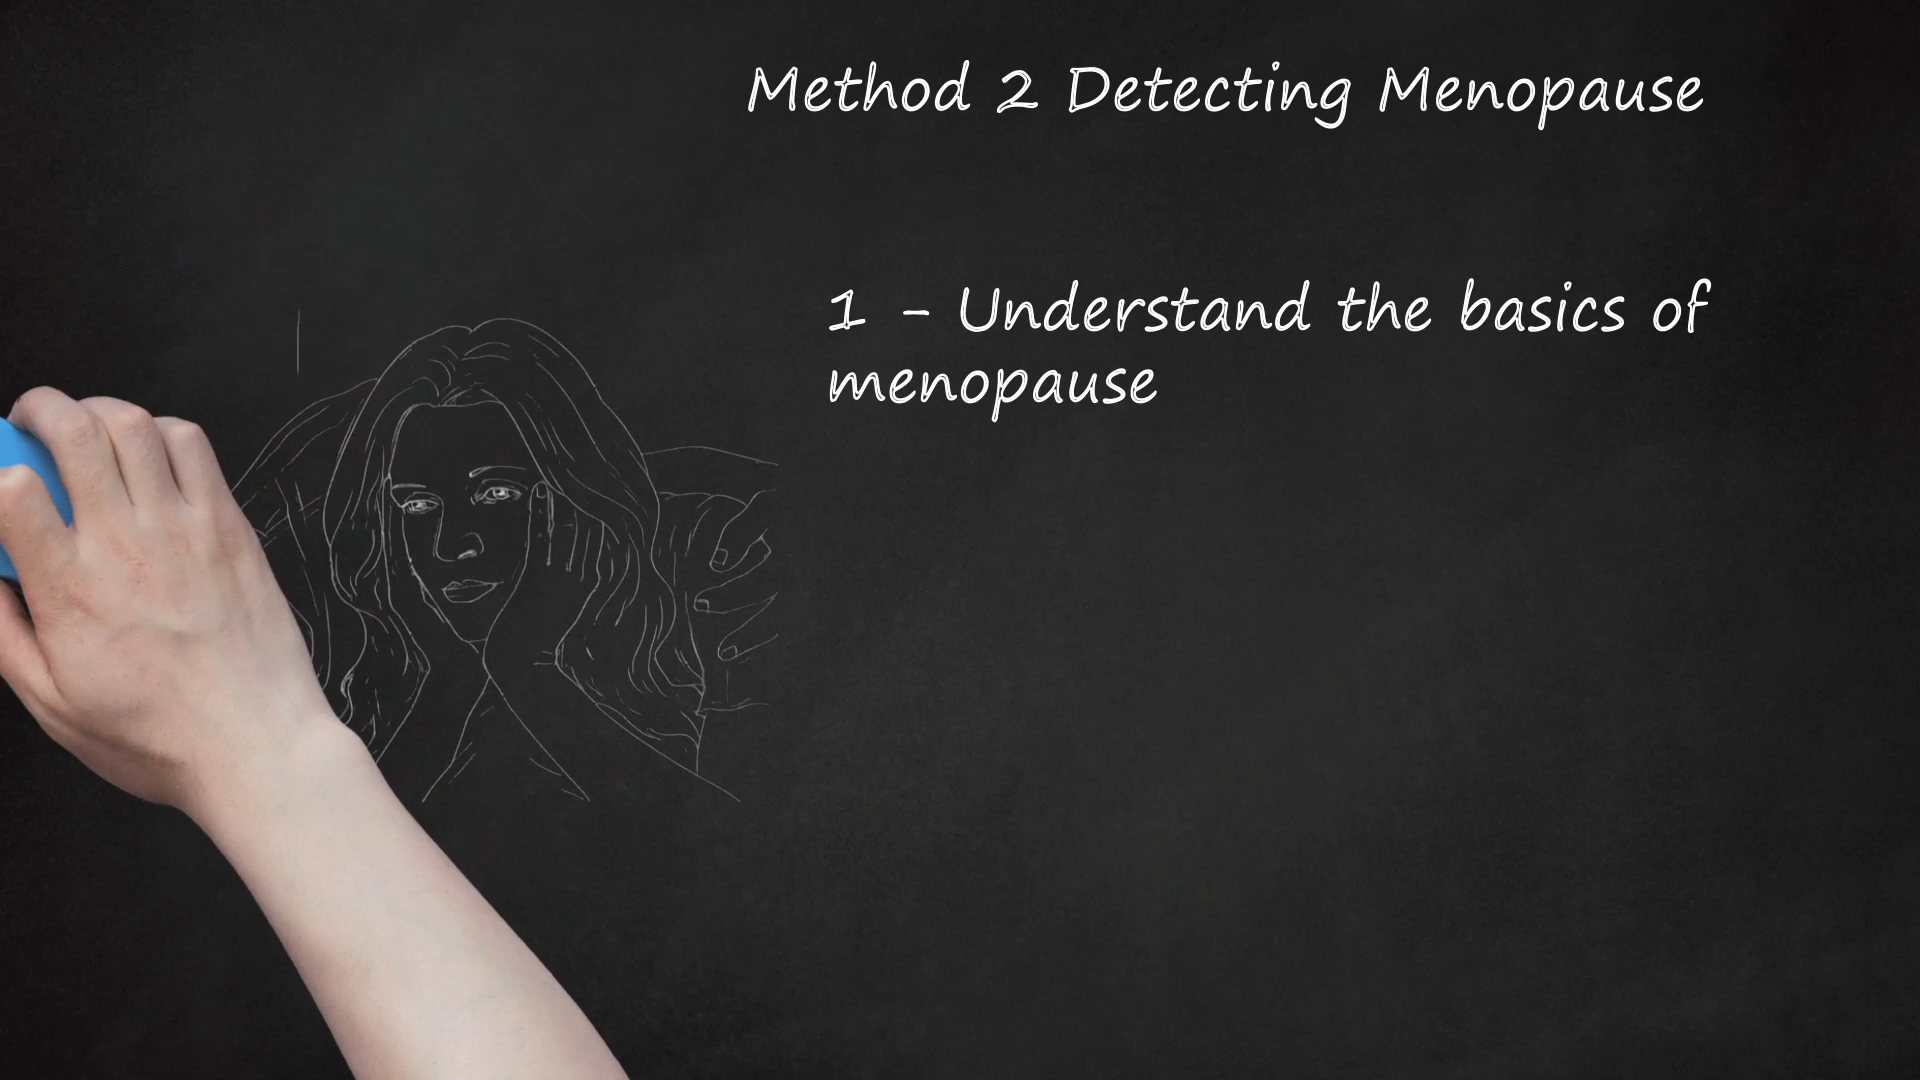 Method 2 Detecting Menopause
1 - Understand the basics of
menopause